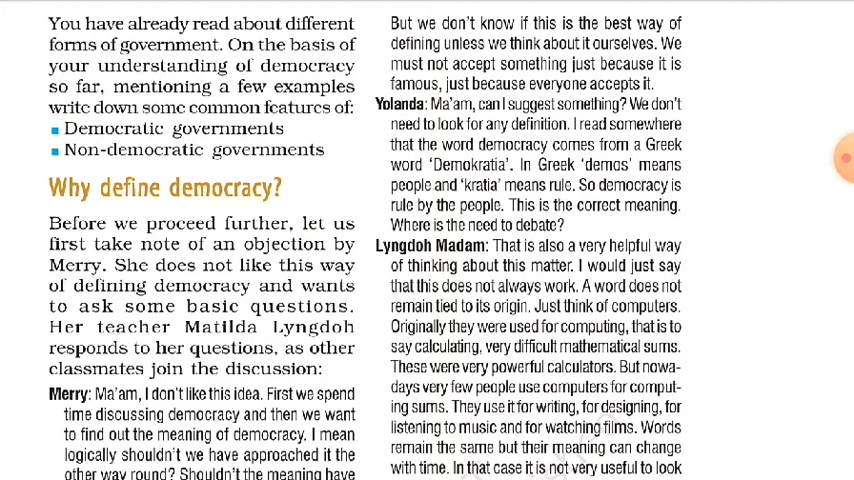 You have already read about different
forms of government. On the basis of
your understanding of democracy
so far, mentioning a few examples
write down some common features of:
Democratic governments
Non-democratic governments
Why define democracy?
Before we proceed further, let us
first take note of an objection by
Merry. She does not like this way
of defining democracy and wants
to ask some basic questions.
Her teacher Matilda Lyngdoh
responds to her questions, as other
classmates join the discussion:
Merry: Ma'am, I don't like this idea. First we spend
time discussing democracy and then we want
to find out the meaning of democracy. I mean
logically shouldn't we have approached it the
other way round? Shouldn't the meaning have
But we don't know if this is the best way of
defining unless we think about it ourselves. We
must not accept something just because it is
famous, just because everyone accepts it.
Yolanda: Ma'am, can I suggest something? We don't
need to look for any definition. I read somewhere
that the word democracy comes from a Greek
word 'Demokratia'. In Greek 'demos' means
people and 'kratia' means rule. So democracy is
rule by the people. This is the correct meaning.
Where is the need to debate?
Lyngdoh Madam: That is also a very helpful way
of thinking about this matter. I would just say
that this does not always work. A word does not
remain tied to its origin. Just think of computers.
Originally they were used for computing, that is to
say calculating, very difficult mathematical sums.
These were very powerful calculators. But nowa-
days very few people use computers for comput-
ing sums. They use it for writing, for designing, for
listening to music and for watching films. Words
remain the same but their meaning can change
with time. In that case it is not very useful to look